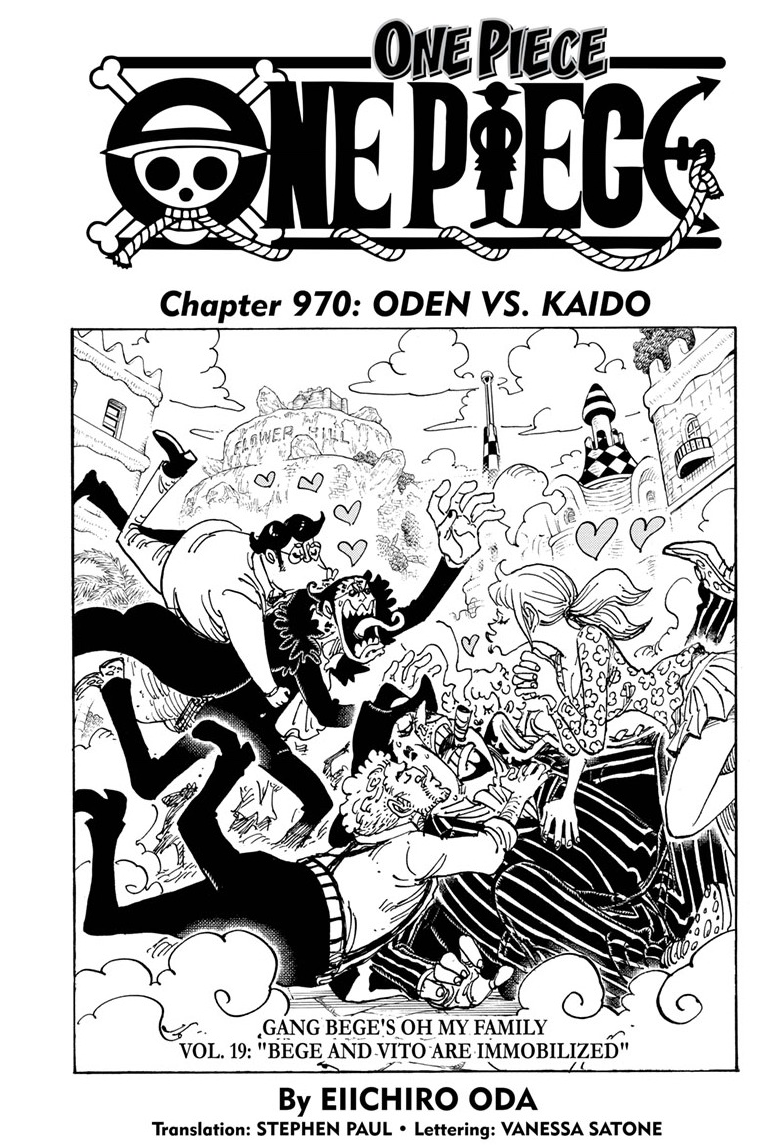 ONE PIECE
ONE PIECE
Chapter 970: ODEN VS. KAIDO
FLOWER HILL
GANG BEGE'S OH MY FAMILY
VOL. 19: "BEGE AND VITO ARE IMMOBILIZED"
By EIICHIRO ODA
Translation: STEPHEN PAUL • Lettering: VANESSA SATONE